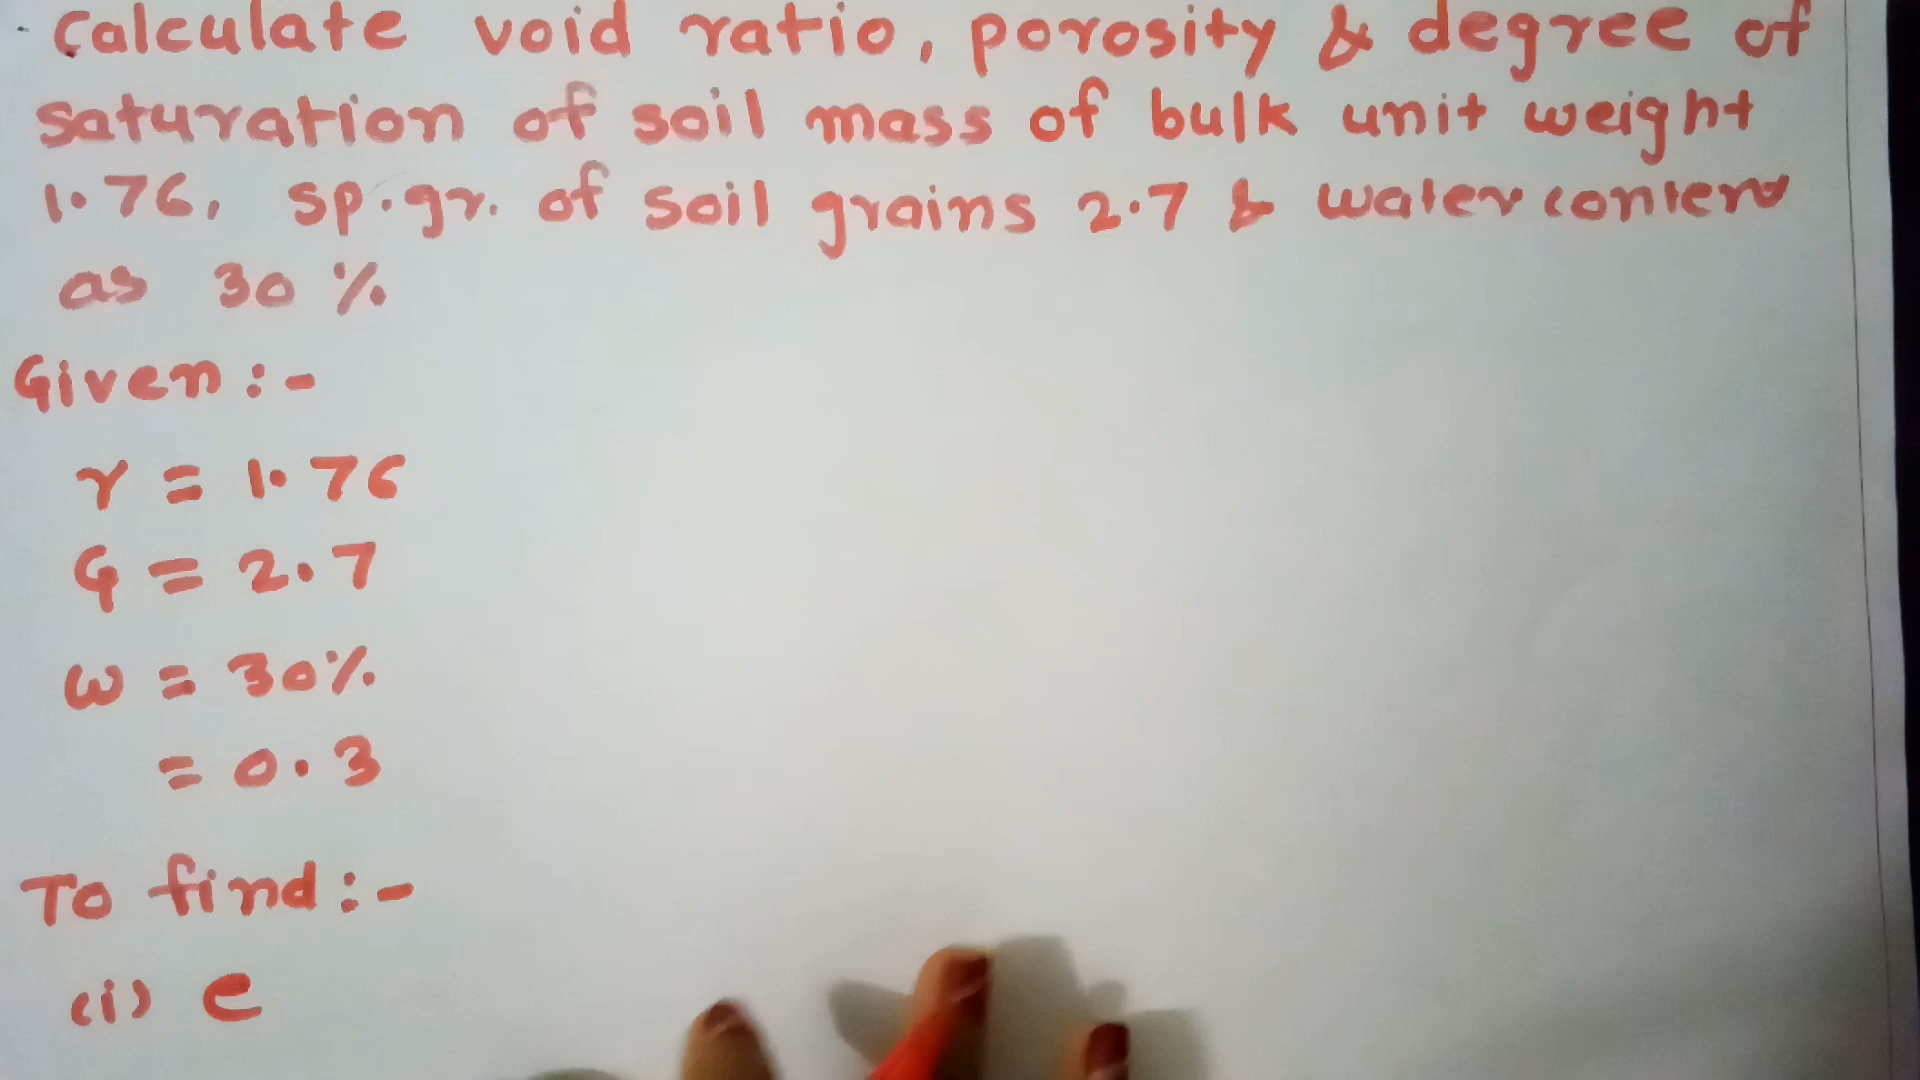 Calculate void ratio, porosity & degree of
saturation of soil mass of bulk unit weight
1.76, sp.gr. of soil grains 2.7 & water content
as 30 %
Given:-
γ = 1.76
G = 2.7
ω = 30%
= 0.3
To find:-
(i) e